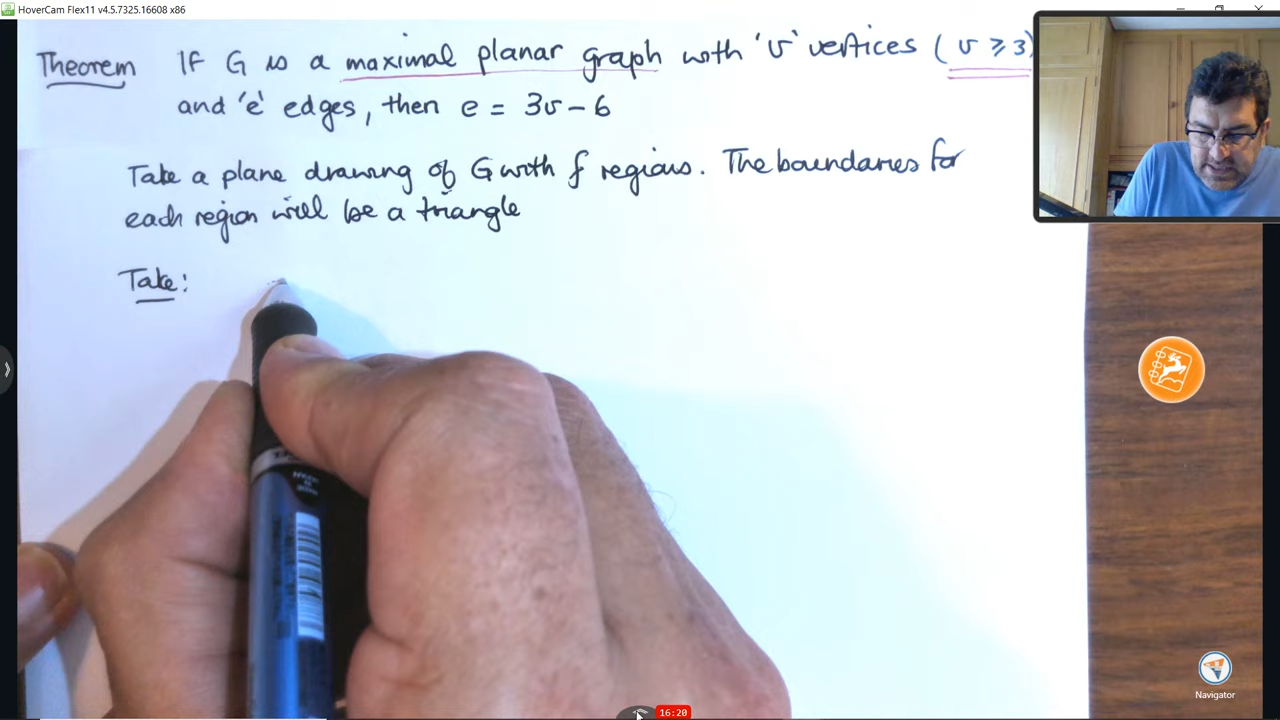 HoverCam Flex11 v4.5.7325.16608 x86
Theorem If G is a maximal planar graph with 'v' vertices (v ≥ 3)
and 'e' edges, then e = 3v - 6
Take a plane drawing of G with f regions. The boundaries for
each region will be a triangle
Take:
Navigator
16:20